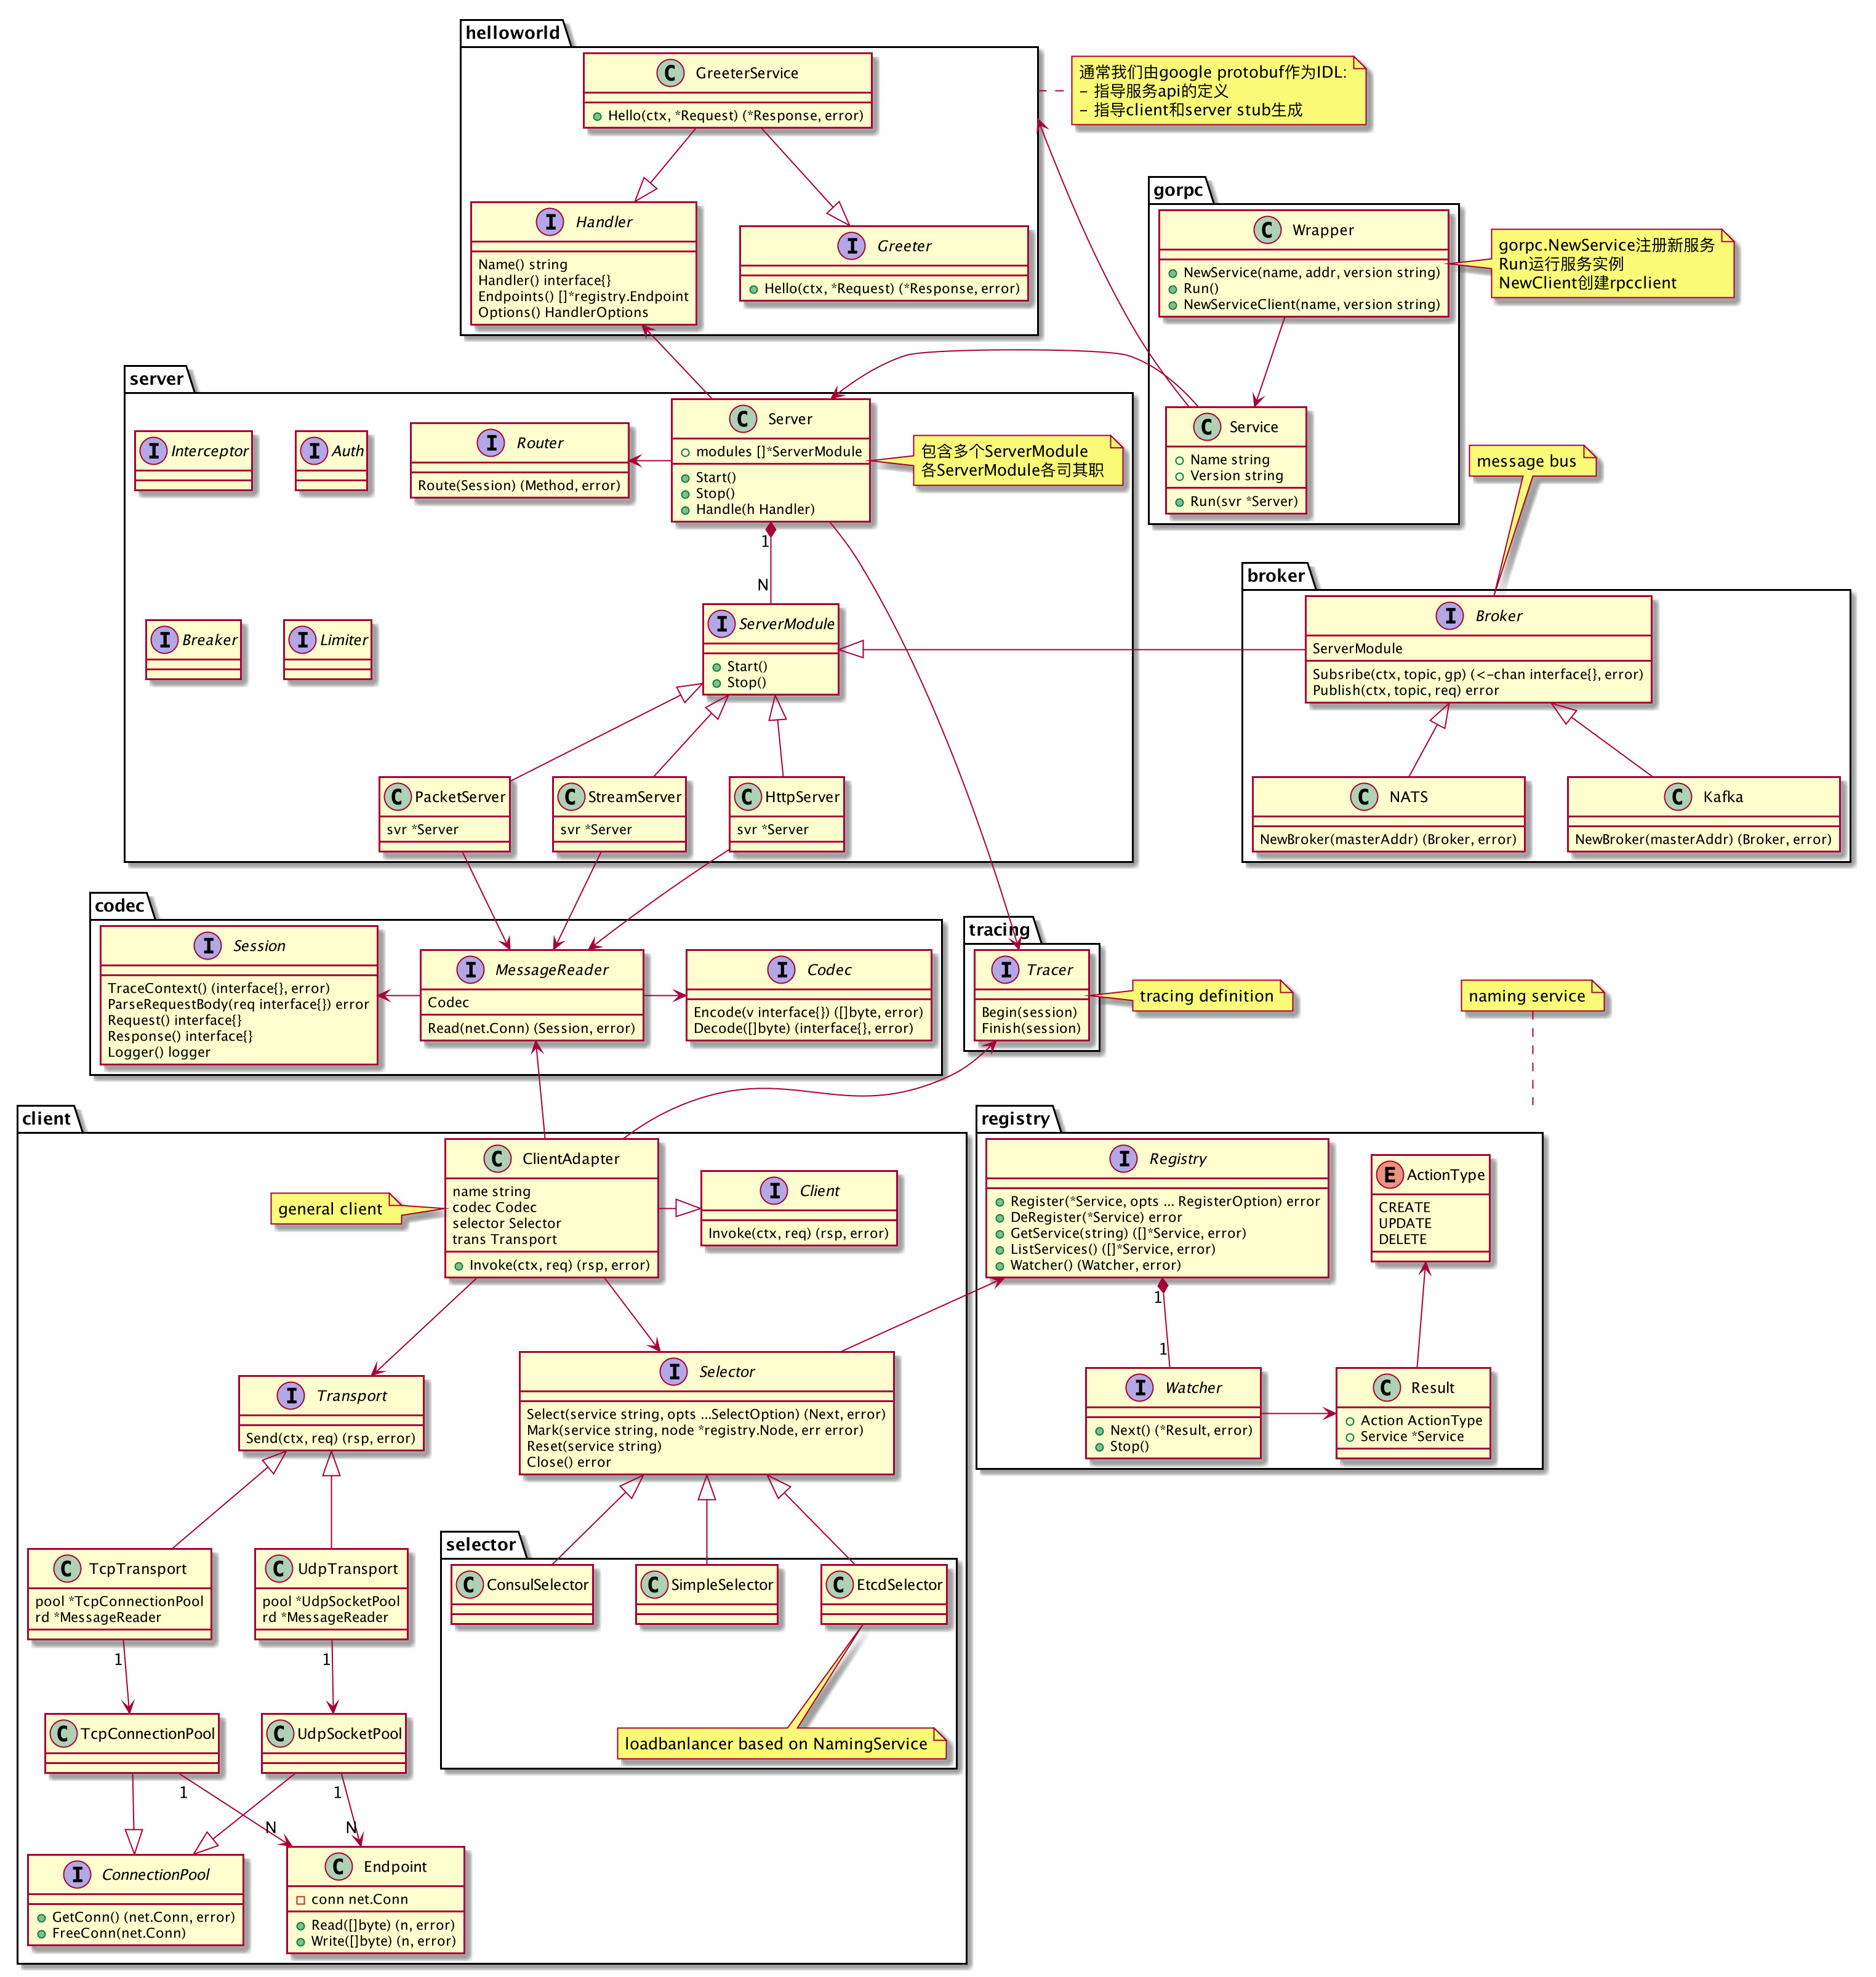 helloworld
C GreeterService
Hello(ctx, *Request) (*Response, error)
通常我们由google protobuf作为IDL:
- 指导服务api的定义
- 指导client和server stub生成
I Handler
Name() string
Handler() interface{}
Endpoints() []*registry.Endpoint
Options() HandlerOptions
I Greeter
Hello(ctx, *Request) (*Response, error)
gorpc
C Wrapper
NewService(name, addr, version string)
Run()
NewServiceClient(name, version string)
gorpc.NewService注册新服务
Run运行服务实例
NewClient创建rpcclient
C Service
Name string
Version string
Run(svr *Server)
server
I Interceptor
I Auth
I Router
Route(Session) (Method, error)
C Server
modules []*ServerModule
Start()
Stop()
Handle(h Handler)
包含多个ServerModule
各ServerModule各司其职
1
N
I Breaker
I Limiter
I ServerModule
Start()
Stop()
C PacketServer
svr *Server
C StreamServer
svr *Server
C HttpServer
svr *Server
message bus
broker
I Broker
ServerModule
Subsribe(ctx, topic, gp) (<-chan interface{}, error)
Publish(ctx, topic, req) error
C NATS
NewBroker(masterAddr) (Broker, error)
C Kafka
NewBroker(masterAddr) (Broker, error)
codec
I Session
TraceContext() (interface{}, error)
ParseRequestBody(req interface{}) error
Request() interface{}
Response() interface{}
Logger() logger
I MessageReader
Codec
Read(net.Conn) (Session, error)
I Codec
Encode(v interface{}) ([]byte, error)
Decode([]byte) (interface{}, error)
tracing
I Tracer
Begin(session)
Finish(session)
tracing definition
naming service
client
general client
C ClientAdapter
name string
codec Codec
selector Selector
trans Transport
Invoke(ctx, req) (rsp, error)
I Client
Invoke(ctx, req) (rsp, error)
registry
I Registry
Register(*Service, opts ... RegisterOption) error
DeRegister(*Service) error
GetService(string) ([]*Service, error)
ListServices() ([]*Service, error)
Watcher() (Watcher, error)
E ActionType
CREATE
UPDATE
DELETE
1
1
I Watcher
Next() (*Result, error)
Stop()
C Result
Action ActionType
Service *Service
I Transport
Send(ctx, req) (rsp, error)
I Selector
Select(service string, opts ...SelectOption) (Next, error)
Mark(service string, node *registry.Node, err error)
Reset(service string)
Close() error
C TcpTransport
pool *TcpConnectionPool
rd *MessageReader
C UdpTransport
pool *UdpSocketPool
rd *MessageReader
selector
C ConsulSelector
C SimpleSelector
C EtcdSelector
loadbanlancer based on NamingService
1
1
C TcpConnectionPool
C UdpSocketPool
1
1
N
N
I ConnectionPool
GetConn() (net.Conn, error)
FreeConn(net.Conn)
C Endpoint
conn net.Conn
Read([]byte) (n, error)
Write([]byte) (n, error)